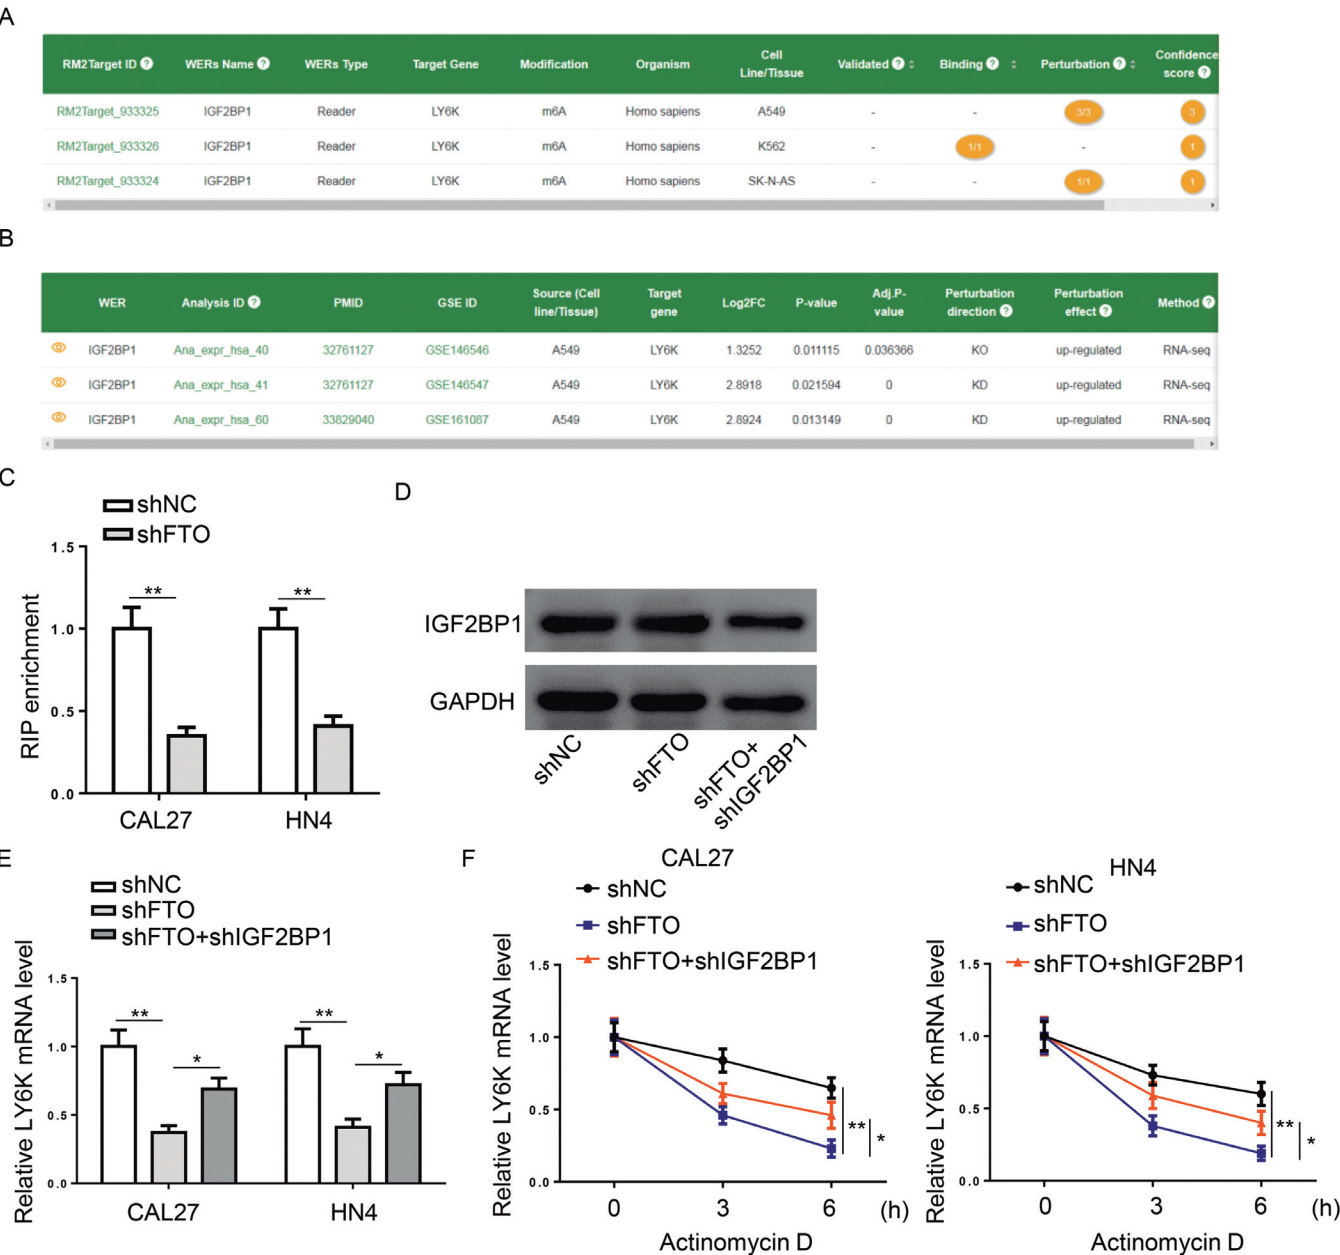 A
RM2Target ID ? WERs Name ? WERs Type Target Gene Modification Organism Cell Line/Tissue Validated ? Binding ? Perturbation ? Confidence score ?
RM2Target_933325 IGF2BP1 Reader LY6K m6A Homo sapiens A549 - - 3/3 3
RM2Target_933326 IGF2BP1 Reader LY6K m6A Homo sapiens K562 - 1/1 - 1
RM2Target_933324 IGF2BP1 Reader LY6K m6A Homo sapiens SK-N-AS - - 1/1 1
B
WER Analysis ID ? PMID GSE ID Source (Cell line/Tissue) Target gene Log2FC P-value Adj.P-value Perturbation direction ? Perturbation effect ? Method ?
IGF2BP1 Ana_expr_hsa_40 32761127 GSE146546 A549 LY6K 1.3252 0.011115 0.036366 KO up-regulated RNA-seq
IGF2BP1 Ana_expr_hsa_41 32761127 GSE146547 A549 LY6K 2.8918 0.021594 0 KD up-regulated RNA-seq
IGF2BP1 Ana_expr_hsa_60 33829040 GSE161087 A549 LY6K 2.8924 0.013149 0 KD up-regulated RNA-seq
C
shNC
shFTO
RIP enrichment
1.5
1.0
0.5
0.0
**
**
CAL27 HN4
D
IGF2BP1
GAPDH
shNC
shFTO
shFTO+
shIGF2BP1
E
shNC
shFTO
shFTO+shIGF2BP1
Relative LY6K mRNA level
1.5
1.0
0.5
0.0
**
*
**
*
CAL27 HN4
F
CAL27
shNC
shFTO
shFTO+shIGF2BP1
Relative LY6K mRNA level
1.5
1.0
0.5
0.0
**
*
0 3 6 (h)
Actinomycin D
HN4
shNC
shFTO
shFTO+shIGF2BP1
Relative LY6K mRNA level
1.5
1.0
0.5
0.0
**
*
0 3 6 (h)
Actinomycin D